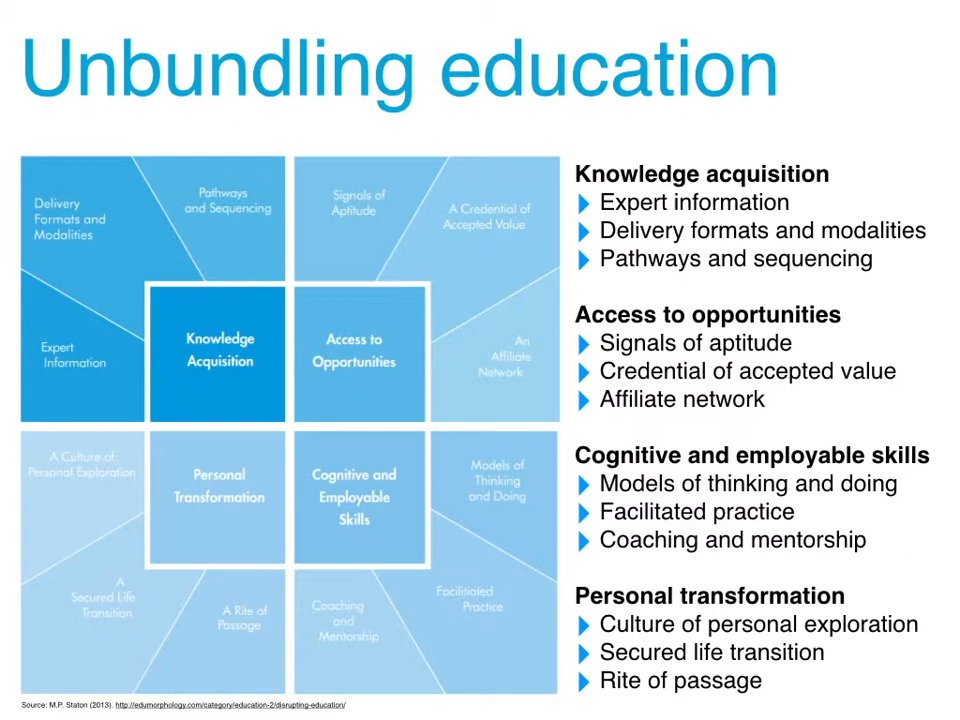 Unbundling education
Delivery
Formats and
Modalities
Pathways
and Sequencing
Signals of
Aptitude
A Credential of
Accepted Value
Expert
Information
Knowledge
Acquisition
Access to
Opportunities
An
Affiliate
Network
A Culture of
Personal Exploration
Personal
Transformation
Cognitive and
Employable
Skills
Models of
Thinking
and Doing
A
Secured Life
Transition
A Rite of
Passage
Coaching
and
Mentorship
Facilitiated
Practice
Knowledge acquisition
Expert information
Delivery formats and modalities
Pathways and sequencing
Access to opportunities
Signals of aptitude
Credential of accepted value
Affiliate network
Cognitive and employable skills
Models of thinking and doing
Facilitated practice
Coaching and mentorship
Personal transformation
Culture of personal exploration
Secured life transition
Rite of passage
Source: M.P. Staton (2013). http://edumorphology.com/category/education-2/disrupting-education/